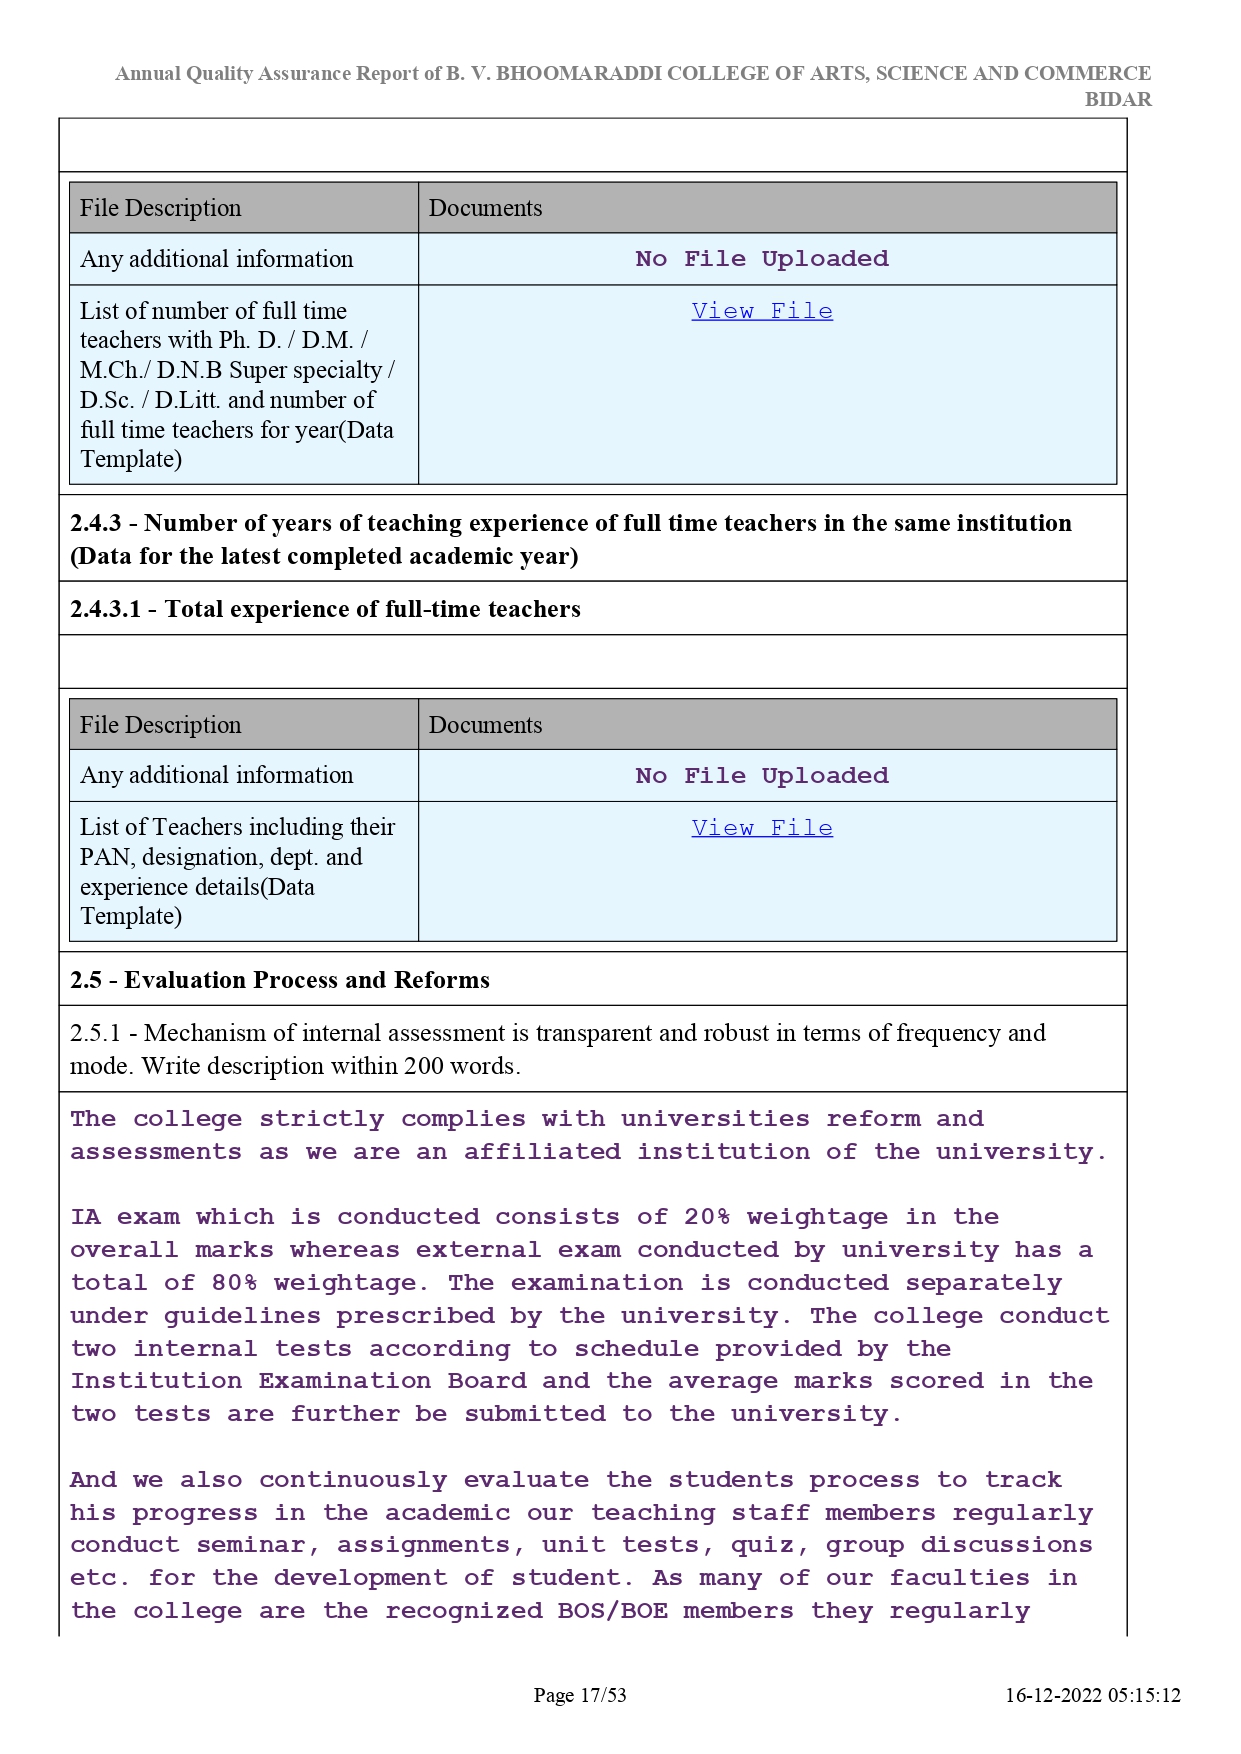 Annual Quality Assurance Report of B. V. BHOOMARADDI COLLEGE OF ARTS, SCIENCE AND COMMERCE
BIDAR
File Description
Documents
Any additional information
No File Uploaded
List of number of full time
teachers with Ph. D. / D.M. /
M.Ch./ D.N.B Super specialty /
D.Sc. / D.Litt. and number of
full time teachers for year(Data
Template)
View File
2.4.3 - Number of years of teaching experience of full time teachers in the same institution
(Data for the latest completed academic year)
2.4.3.1 - Total experience of full-time teachers
File Description
Documents
Any additional information
No File Uploaded
List of Teachers including their
PAN, designation, dept. and
experience details(Data
Template)
View File
2.5 - Evaluation Process and Reforms
2.5.1 - Mechanism of internal assessment is transparent and robust in terms of frequency and
mode. Write description within 200 words.
The college strictly complies with universities reform and
assessments as we are an affiliated institution of the university.
IA exam which is conducted consists of 20% weightage in the
overall marks whereas external exam conducted by university has a
total of 80% weightage. The examination is conducted separately
under guidelines prescribed by the university. The college conduct
two internal tests according to schedule provided by the
Institution Examination Board and the average marks scored in the
two tests are further be submitted to the university.
And we also continuously evaluate the students process to track
his progress in the academic our teaching staff members regularly
conduct seminar, assignments, unit tests, quiz, group discussions
etc. for the development of student. As many of our faculties in
the college are the recognized BOS/BOE members they regularly
Page 17/53
16-12-2022 05:15:12